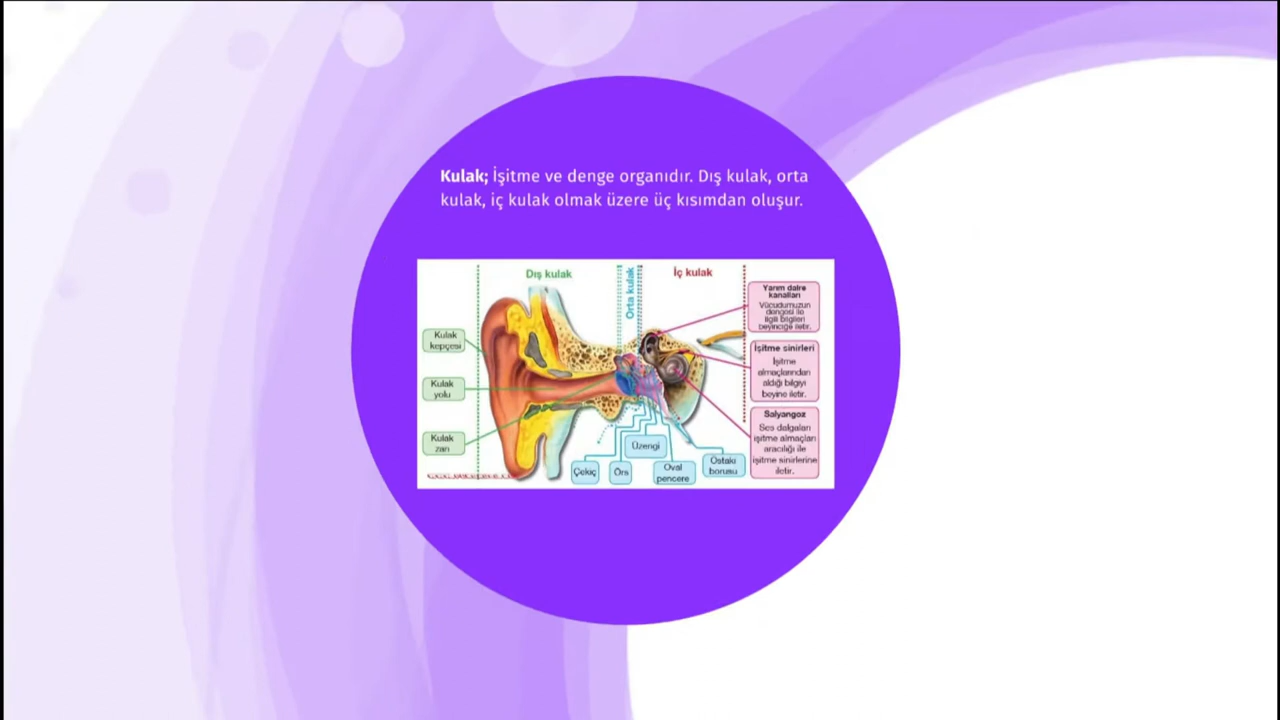 Kulak; İşitme ve denge organıdır. Dış kulak, orta
kulak, iç kulak olmak üzere üç kısımdan oluşur.
Dış kulak
Orta kulak
İç kulak
Kulak
kepçesi
Kulak
yolu
Kulak
zarı
Çekiç
Örs
Üzengi
Oval
pencere
Östaki
borusu
Yarım daire
kanalları
Vücudumuzun
dengesi ile
ilgili bilgileri
beyinciğe iletir.
İşitme sinirleri
İşitme
almaçlarından
aldığı bilgiyi
beyine iletir.
Salyangoz
Ses dalgaları
işitme almaçları
aracılığı ile
işitme sinirlerine
iletir.